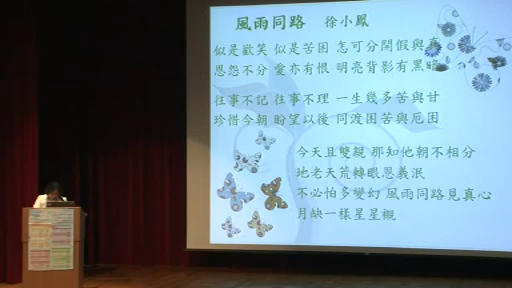 風雨同路 徐小鳳
似是歡笑 似是苦困 怎可分開假與真
恩怨不分 愛亦有恨 明亮背影有黑暗
往事不記 往事不理 一生幾多苦與甘
珍惜今朝 盼望以後 同渡困苦與厄困
今天且雙親 那知他朝不相分
地老天荒轉眼恩義泯
不必怕多變幻 風雨同路見真心
月缺一樣星星襯